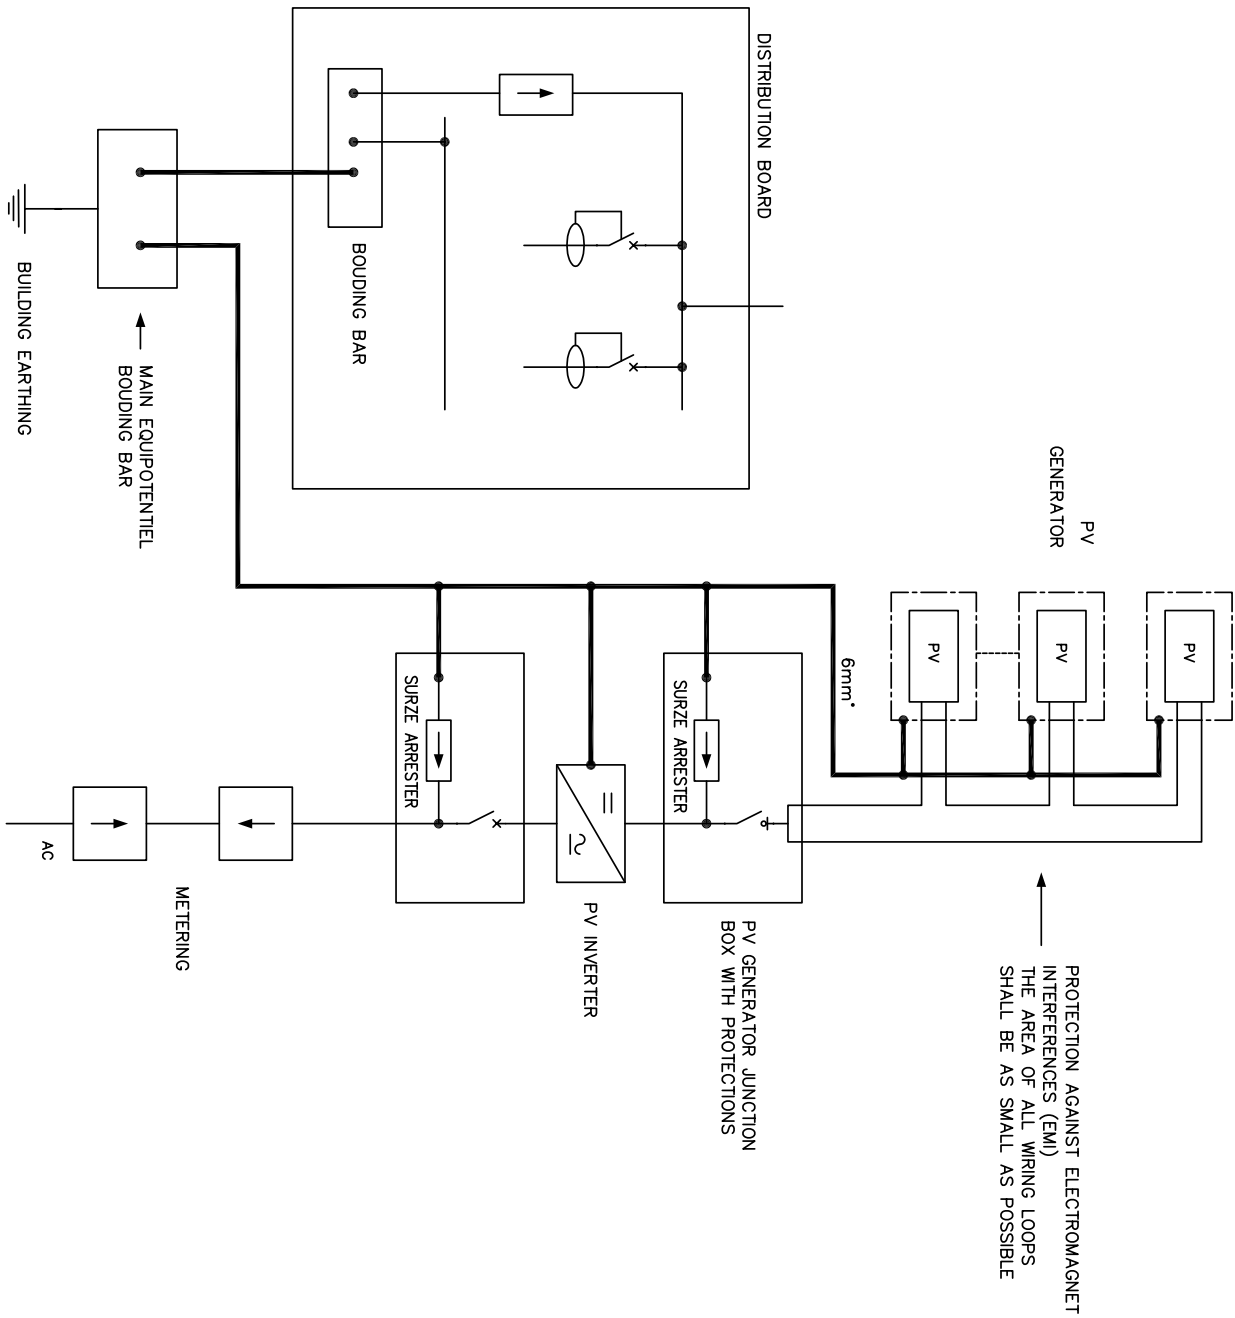 PV
GENERATOR
PV
PV
PV
PROTECTION AGAINST ELECTROMAGNET
INTERFERENCES (EMI)
THE AREA OF ALL WIRING LOOPS
SHALL BE AS SMALL AS POSSIBLE
6mm°
DISTRIBUTION BOARD
BOUDING BAR
SURZE ARRESTER
PV GENERATOR JUNCTION
BOX WITH PROTECTIONS
PV INVERTER
SURZE ARRESTER
METERING
AC
MAIN EQUIPOTENTIEL
BOUDING BAR
BUILDING EARTHING